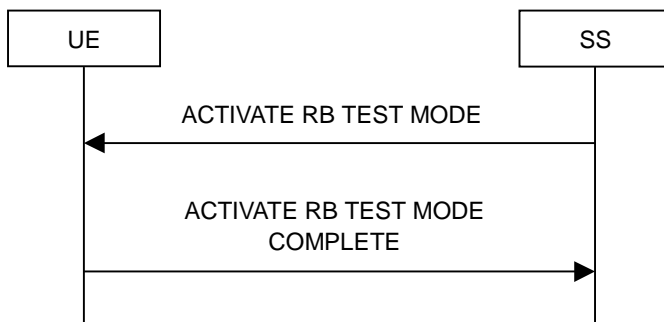 UE
SS
ACTIVATE RB TEST MODE
ACTIVATE RB TEST MODE
COMPLETE